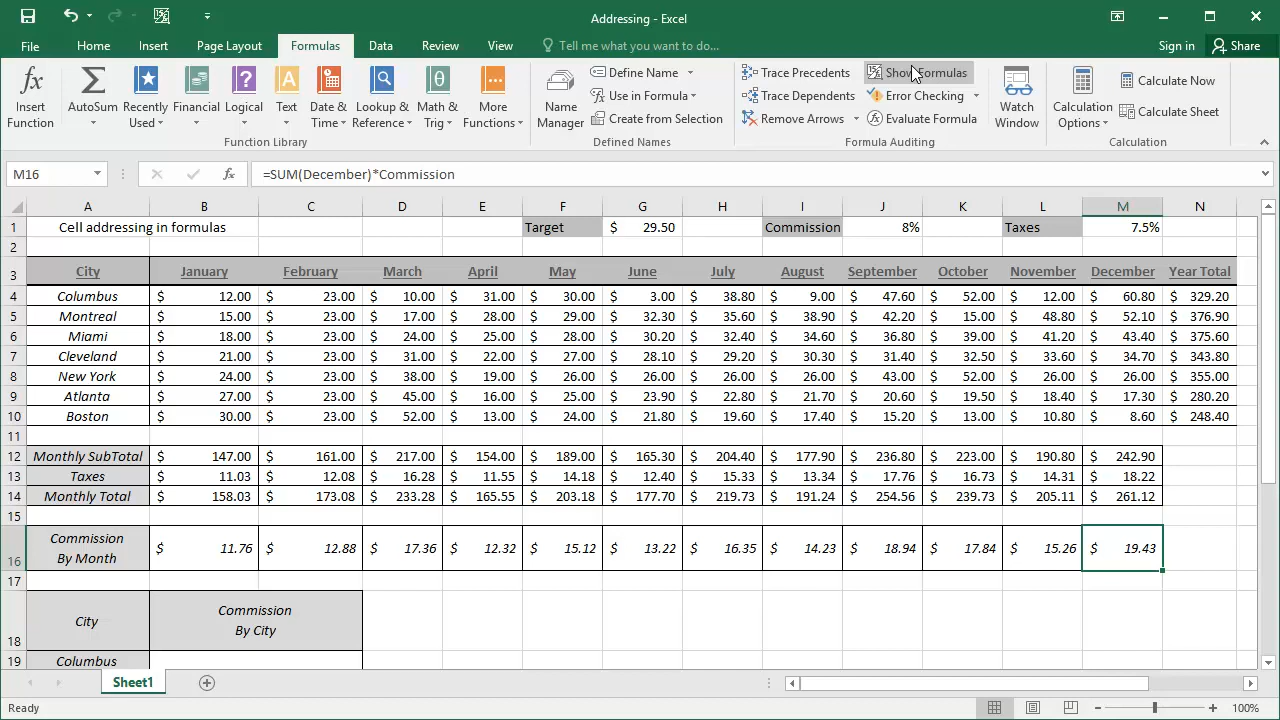 Addressing - Excel
File Home Insert Page Layout Formulas Data Review View Tell me what you want to do... Sign in Share
Insert Function
AutoSum
Recently Used
Financial
Logical
Text
Date & Time
Lookup & Reference
Math & Trig
More Functions
Function Library
Name Manager
Define Name
Use in Formula
Create from Selection
Defined Names
Trace Precedents
Trace Dependents
Remove Arrows
Show Formulas
Error Checking
Evaluate Formula
Formula Auditing
Watch Window
Calculation Options
Calculate Now
Calculate Sheet
Calculation
M16 fx =SUM(December)*Commission
A B C D E F G H I J K L M N
1 Cell addressing in formulas Target $ 29.50 Commission 8% Taxes 7.5%
2
3 City January February March April May June July August September October November December Year Total
4 Columbus $ 12.00 $ 23.00 $ 10.00 $ 31.00 $ 30.00 $ 3.00 $ 38.80 $ 9.00 $ 47.60 $ 52.00 $ 12.00 $ 60.80 $ 329.20
5 Montreal $ 15.00 $ 23.00 $ 17.00 $ 28.00 $ 29.00 $ 32.30 $ 35.60 $ 38.90 $ 42.20 $ 15.00 $ 48.80 $ 52.10 $ 376.90
6 Miami $ 18.00 $ 23.00 $ 24.00 $ 25.00 $ 28.00 $ 30.20 $ 32.40 $ 34.60 $ 36.80 $ 39.00 $ 41.20 $ 43.40 $ 375.60
7 Cleveland $ 21.00 $ 23.00 $ 31.00 $ 22.00 $ 27.00 $ 28.10 $ 29.20 $ 30.30 $ 31.40 $ 32.50 $ 33.60 $ 34.70 $ 343.80
8 New York $ 24.00 $ 23.00 $ 38.00 $ 19.00 $ 26.00 $ 26.00 $ 26.00 $ 26.00 $ 43.00 $ 52.00 $ 26.00 $ 26.00 $ 355.00
9 Atlanta $ 27.00 $ 23.00 $ 45.00 $ 16.00 $ 25.00 $ 23.90 $ 22.80 $ 21.70 $ 20.60 $ 19.50 $ 18.40 $ 17.30 $ 280.20
10 Boston $ 30.00 $ 23.00 $ 52.00 $ 13.00 $ 24.00 $ 21.80 $ 19.60 $ 17.40 $ 15.20 $ 13.00 $ 10.80 $ 8.60 $ 248.40
11
12 Monthly SubTotal $ 147.00 $ 161.00 $ 217.00 $ 154.00 $ 189.00 $ 165.30 $ 204.40 $ 177.90 $ 236.80 $ 223.00 $ 190.80 $ 242.90
13 Taxes $ 11.03 $ 12.08 $ 16.28 $ 11.55 $ 14.18 $ 12.40 $ 15.33 $ 13.34 $ 17.76 $ 16.73 $ 14.31 $ 18.22
14 Monthly Total $ 158.03 $ 173.08 $ 233.28 $ 165.55 $ 203.18 $ 177.70 $ 219.73 $ 191.24 $ 254.56 $ 239.73 $ 205.11 $ 261.12
15
Commission
By Month
16 $ 11.76 $ 12.88 $ 17.36 $ 12.32 $ 15.12 $ 13.22 $ 16.35 $ 14.23 $ 18.94 $ 17.84 $ 15.26 $ 19.43
17
City Commission
By City
18
19 Columbus
Sheet1
Ready 100%